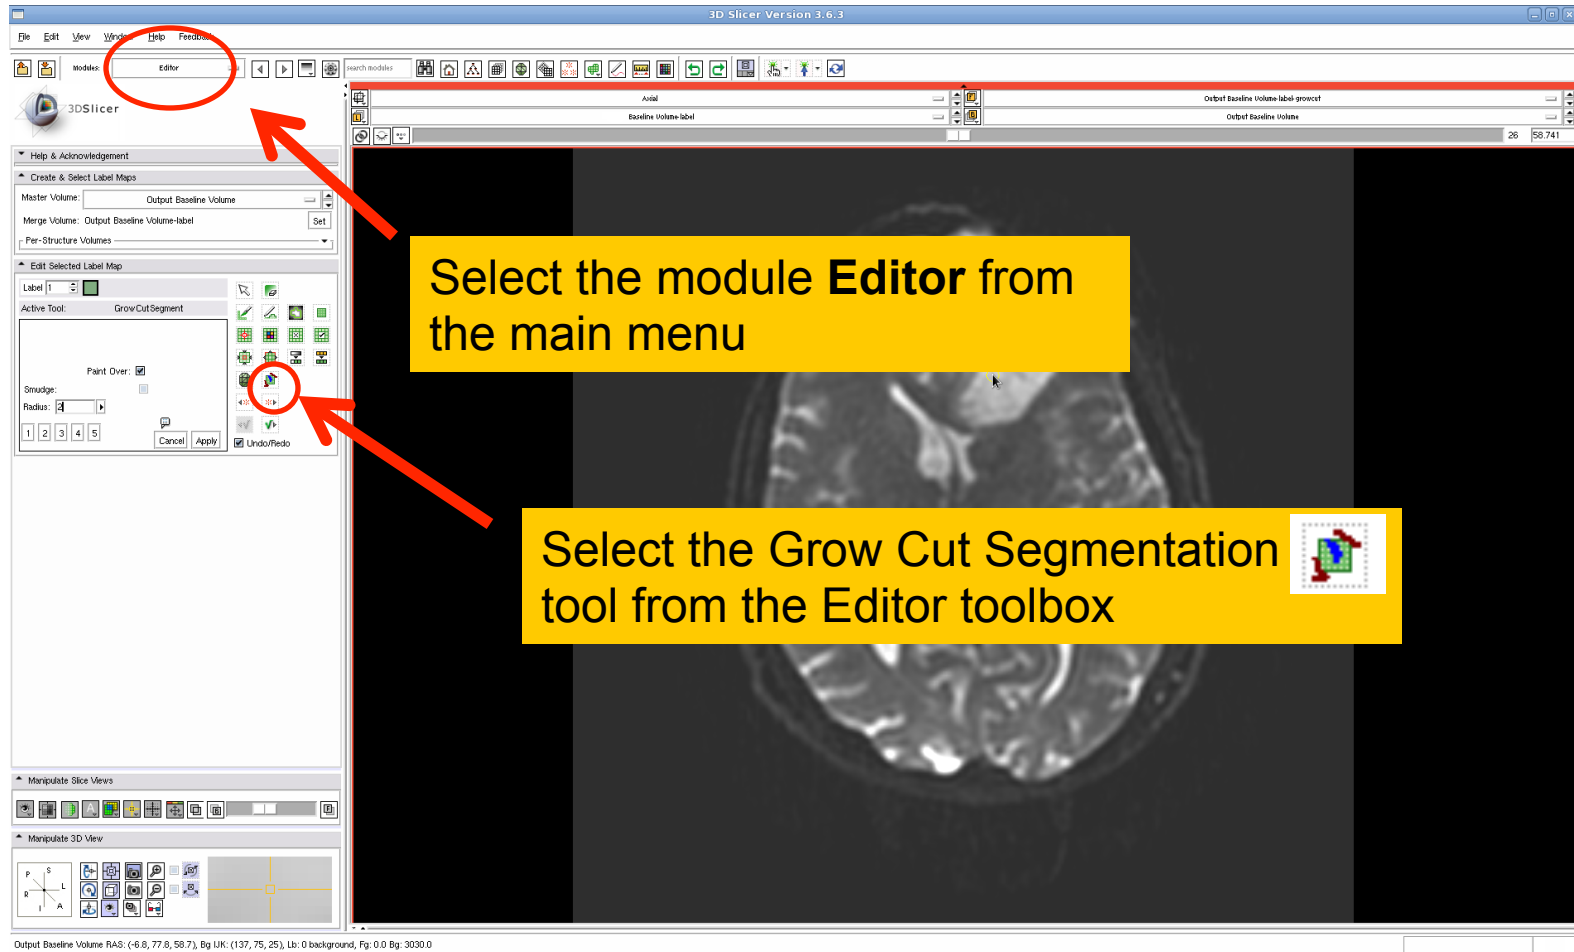 3D Slicer Version 3.6.3
File Edit View Window Help Feedback
Modules: Editor search modules
3DSlicer
Axial Output Baseline Volume-label-growcut
Baseline Volume-label Output Baseline Volume
26 58.741
Help & Acknowledgement
Create & Select Label Maps
Master Volume: Output Baseline Volume
Merge Volume: Output Baseline Volume-label Set
Per-Structure Volumes
Edit Selected Label Map
Label 1
Active Tool: GrowCutSegment
Paint Over:
Smudge:
Radius: 2
1 2 3 4 5 Cancel Apply Undo/Redo
Select the module Editor from
the main menu
Select the Grow Cut Segmentation
tool from the Editor toolbox
Manipulate Slice Views
Manipulate 3D View
P S
R L
I A
Output Baseline Volume RAS: (-6.8, 77.8, 58.7), Bg IJK: (137, 75, 25), Lb: 0 background, Fg: 0.0 Bg: 3030.0